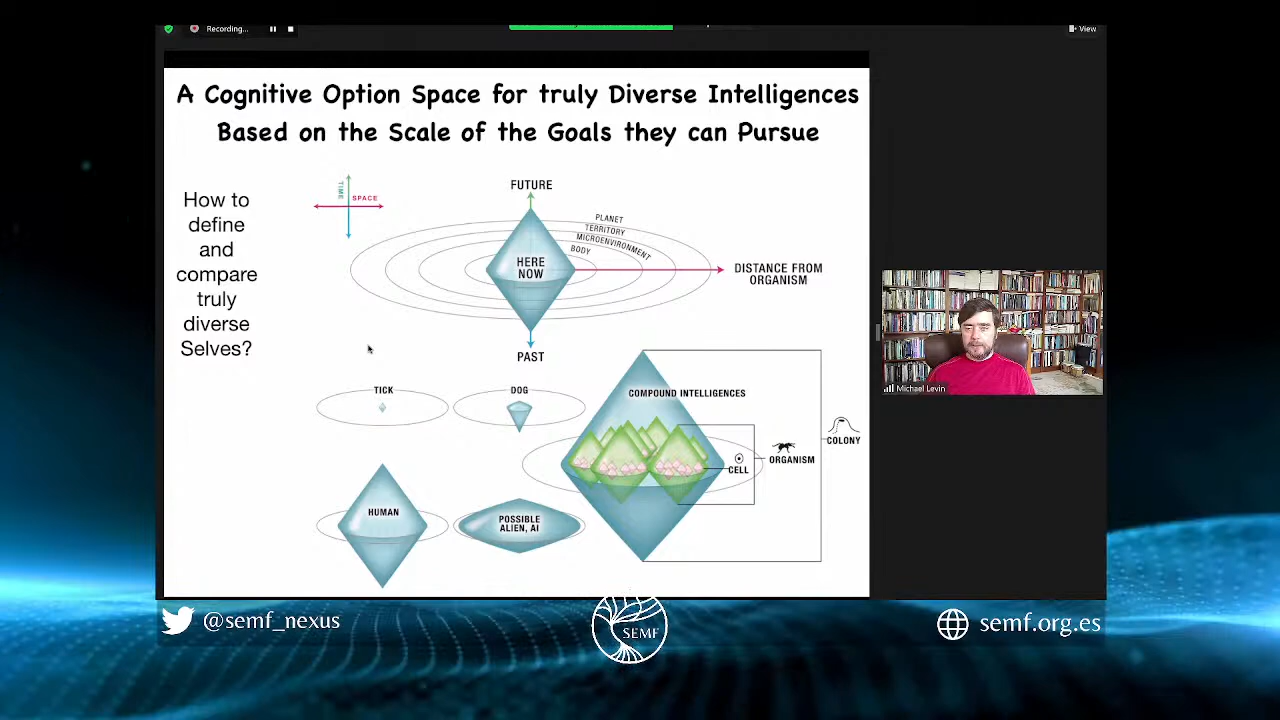 Recording...
View
A Cognitive Option Space for truly Diverse Intelligences
Based on the Scale of the Goals they can Pursue
How to
define
and
compare
truly
diverse
Selves?
TIME
SPACE
FUTURE
PLANET
TERRITORY
MICROENVIRONMENT
BODY
HERE
NOW
DISTANCE FROM
ORGANISM
PAST
TICK
DOG
COMPOUND INTELLIGENCES
COLONY
ORGANISM
CELL
HUMAN
POSSIBLE
ALIEN, AI
Michael Levin
@semf_nexus
SEMF
semf.org.es